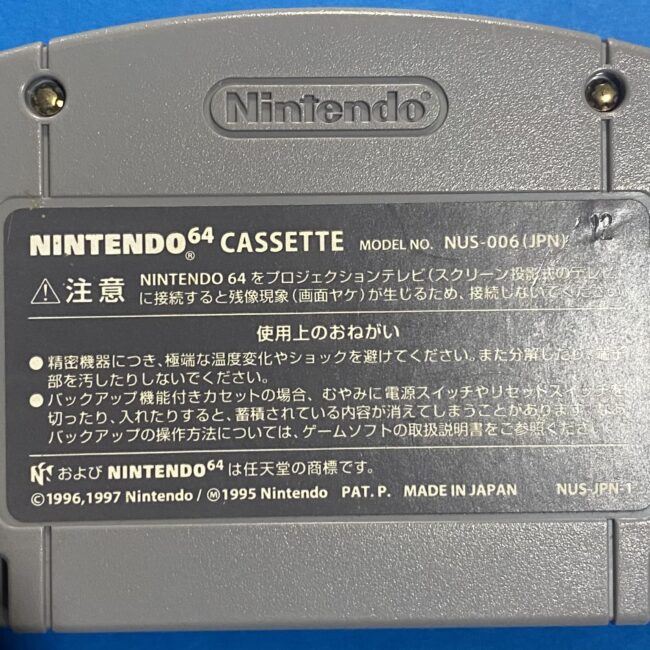 Nintendo®
NINTENDO⁶⁴® CASSETTE MODEL NO. NUS-006(JPN) 12
注意 NINTENDO 64 をプロジェクションテレビ(スクリーン投影式のテレビ
に接続すると残像現象(画面ヤケ)が生じるため、接続しないでくださ
使用上のおねがい
●精密機器につき、極端な温度変化やショックを避けてください。また分解したり、
部を汚したりしないでください。
●バックアップ機能付きカセットの場合、むやみに電源スイッチやリセットスイッチを
切ったり、入れたりすると、蓄積されている内容が消えてしまうことがあります。
バックアップの操作方法については、ゲームソフトの取扱説明書をご参照くださ
および NINTENDO⁶⁴ は任天堂の商標です。
©1996,1997 Nintendo / Ⓜ1995 Nintendo PAT. P. MADE IN JAPAN NUS-JPN-1